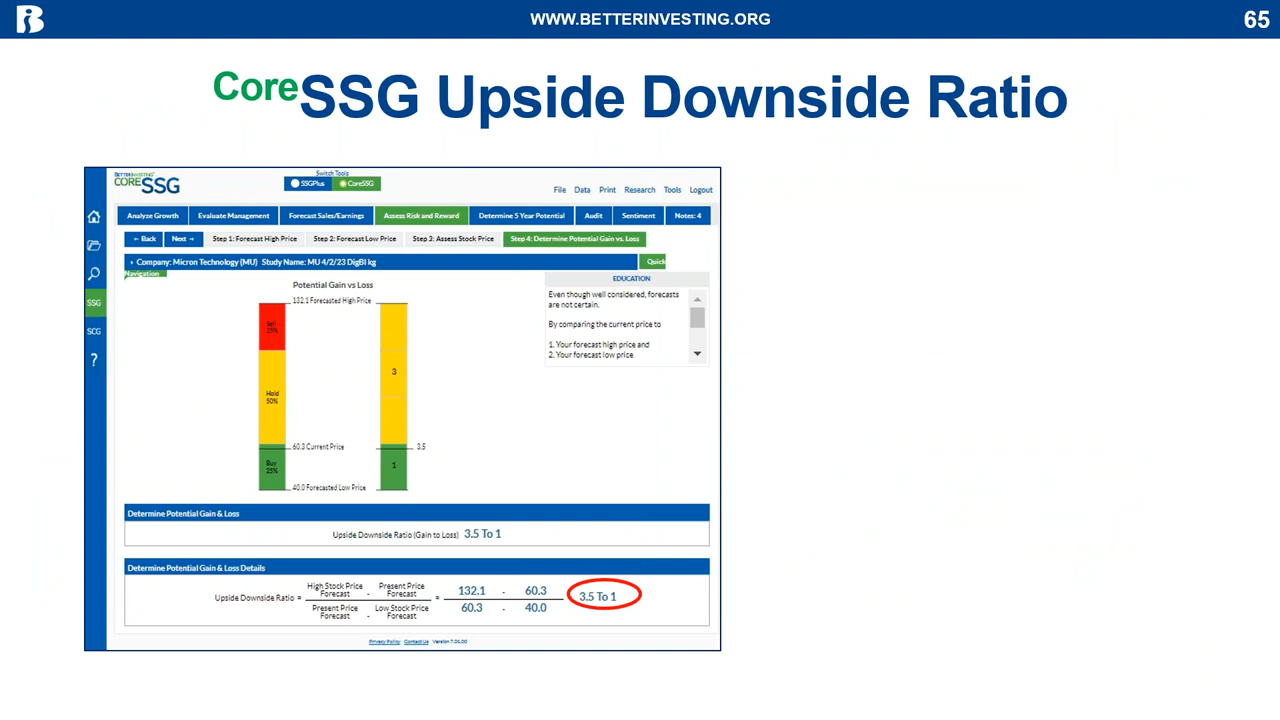 WWW.BETTERINVESTING.ORG
65
CoreSSG Upside Downside Ratio
BETTERINVESTING
CORESSG
Switch Tools
SSGPlus CoreSSG
File Data Print Research Tools Logout
Analyze Growth Evaluate Management Forecast Sales/Earnings Assess Risk and Reward Determine 5 Year Potential Audit Sentiment Notes: 4
← Back Next → Step 1: Forecast High Price Step 2: Forecast Low Price Step 3: Assess Stock Price Step 4: Determine Potential Gain vs. Loss
Company: Micron Technology (MU) Study Name: MU 4/2/23 DigBI kg
Quick
Navigation
SSG
SCG
?
Potential Gain vs Loss
132.1 Forecasted High Price
Sell
25%
3
Hold
50%
60.3 Current Price
3.5
Buy
25%
1
40.0 Forecasted Low Price
EDUCATION
Even though well considered, forecasts
are not certain.
By comparing the current price to
1. Your forecast high price and
2. Your forecast low price
Determine Potential Gain & Loss
Upside Downside Ratio (Gain to Loss) 3.5 To 1
Determine Potential Gain & Loss Details
Upside Downside Ratio =
High Stock Price Forecast - Present Price Forecast
Present Price Forecast - Low Stock Price Forecast
=
132.1 - 60.3
60.3 - 40.0
3.5 To 1
Privacy Policy Contact Us Version 7.01.00